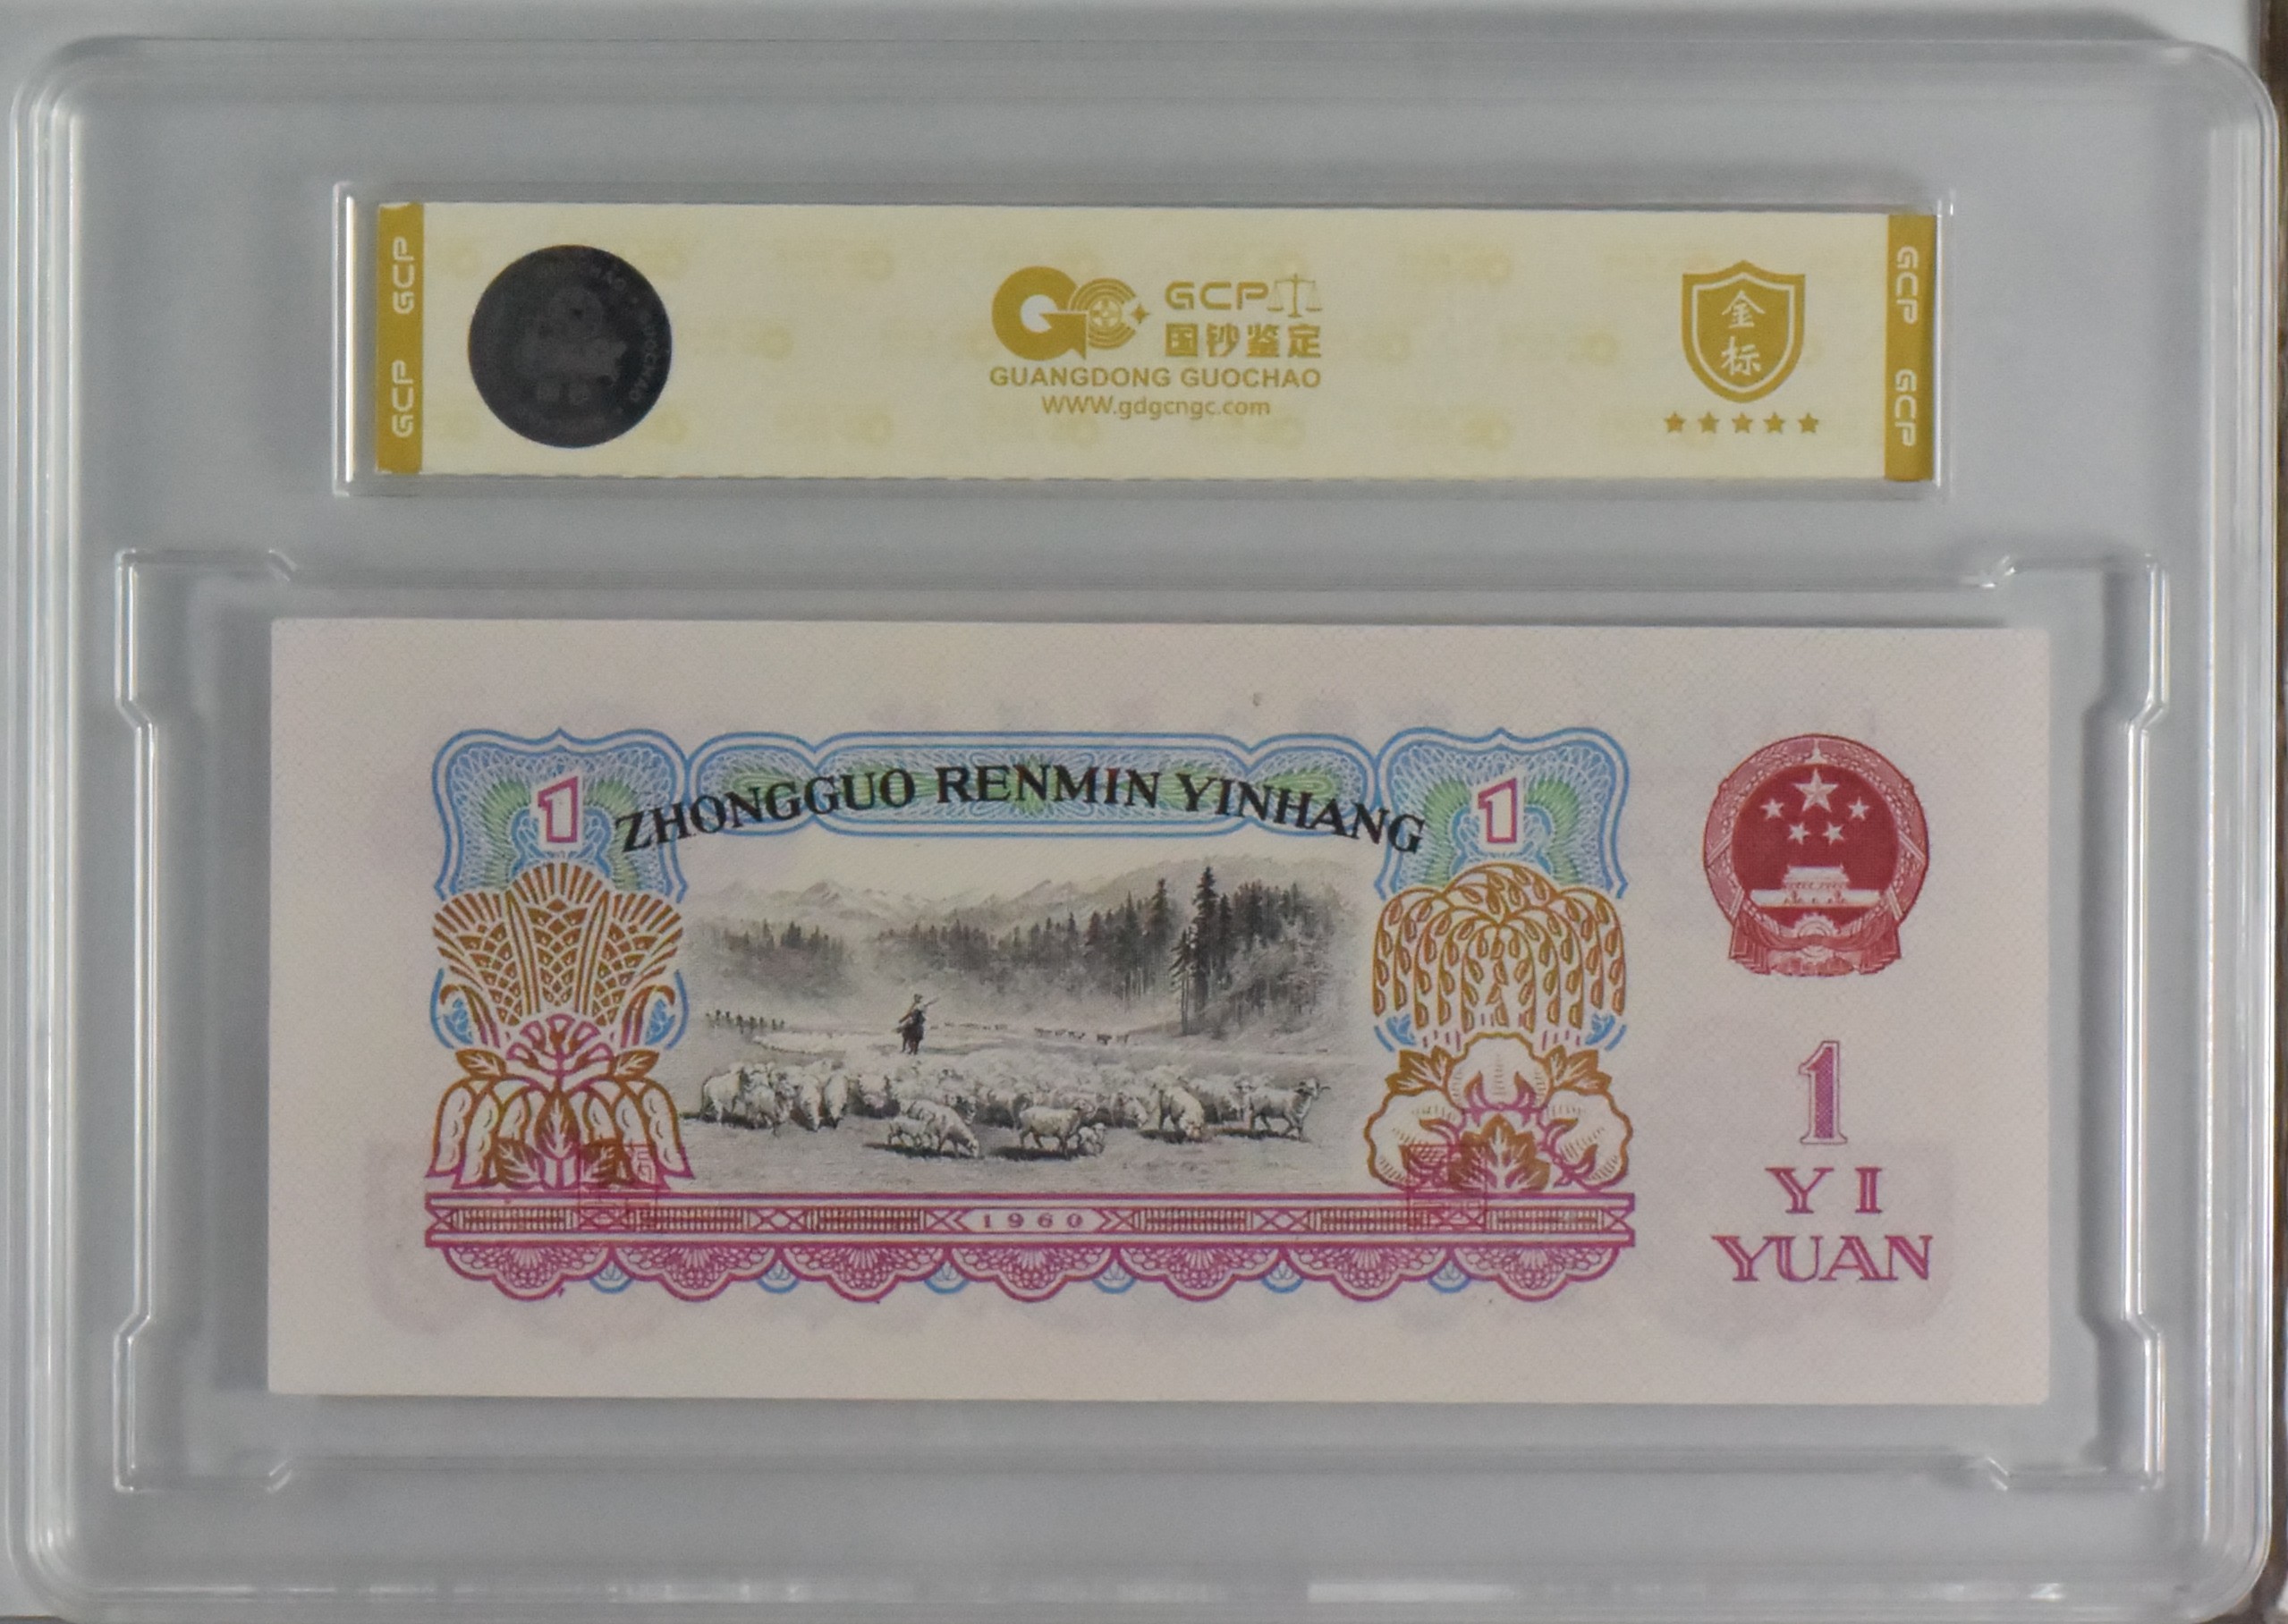 GCP GCP
GCP
国钞鉴定
GUANGDONG GUOCHAO
WWW.gdgcngc.com
金
标
GCP GCP
1
ZHONGGUO RENMIN YINHANG
1
1
YI
YUAN
1960